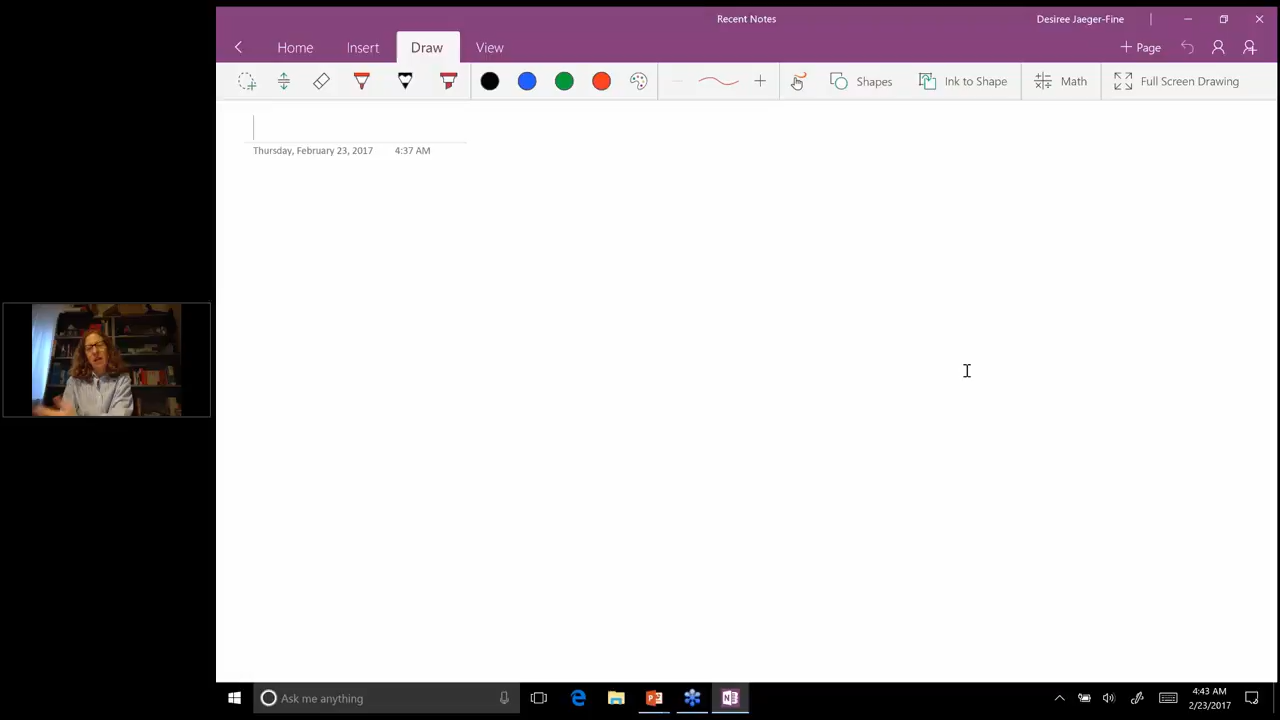 Recent Notes
Desiree Jaeger-Fine
Home Insert Draw View
Page
Shapes Ink to Shape Math Full Screen Drawing
Thursday, February 23, 2017 4:37 AM
Ask me anything
4:43 AM
2/23/2017